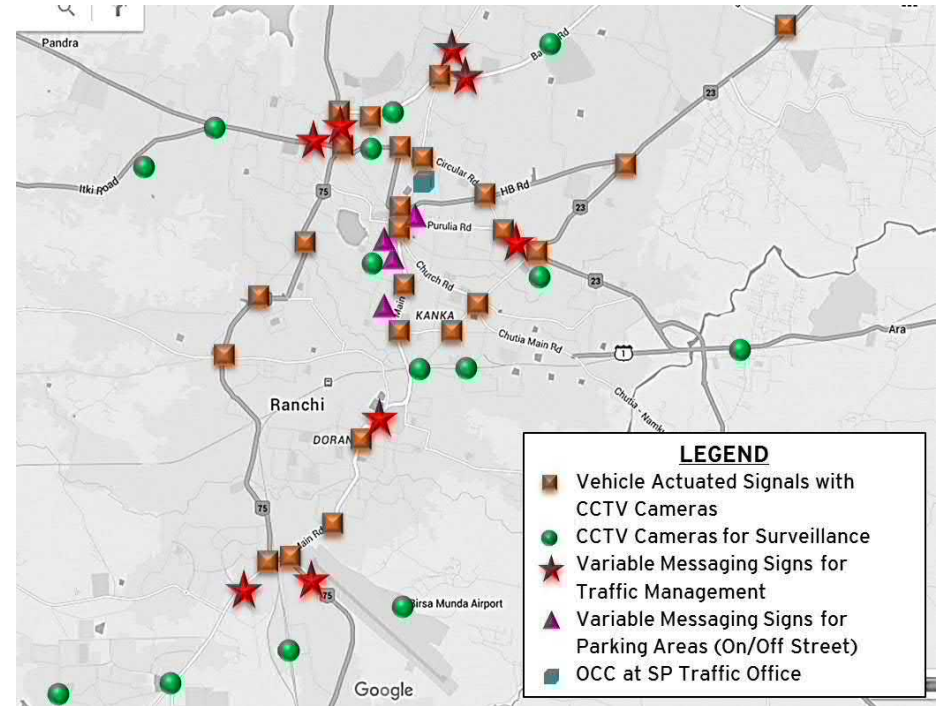 Pandra
Ba
Rd
23
Circular Rd
HB Rd
Itki Road
75
23
Purulia Rd
Church Rd
23
Main
KANKA
Chutia Main Rd
Ara
1
Ranchi
Chutia - Namk
DORAN
75
Main Rd
75
Birsa Munda Airport
Google
LEGEND
Vehicle Actuated Signals with
CCTV Cameras
CCTV Cameras for Surveillance
Variable Messaging Signs for
Traffic Management
Variable Messaging Signs for
Parking Areas (On/Off Street)
OCC at SP Traffic Office